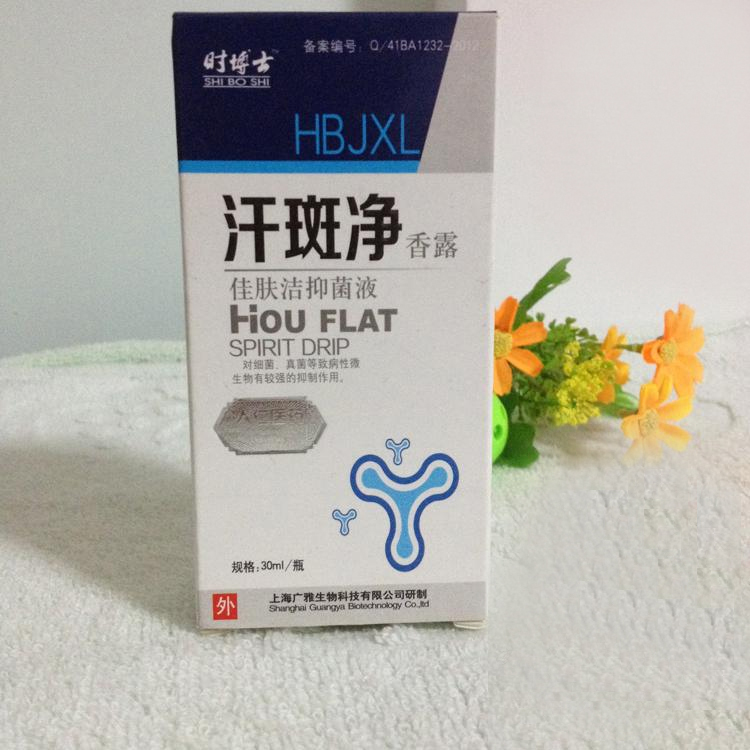 时博士™
SHI BO SHI
备案编号: Q/41BA1232-2012
HBJXL
汗斑净 香露
佳肤洁抑菌液
HOU FLAT
SPIRIT DRIP
对细菌、真菌等致病性微
生物有较强的抑制作用。
规格:30ml/瓶
外
上海广雅生物科技有限公司研制
Shanghai Guangya Biotechnology Co.,ltd